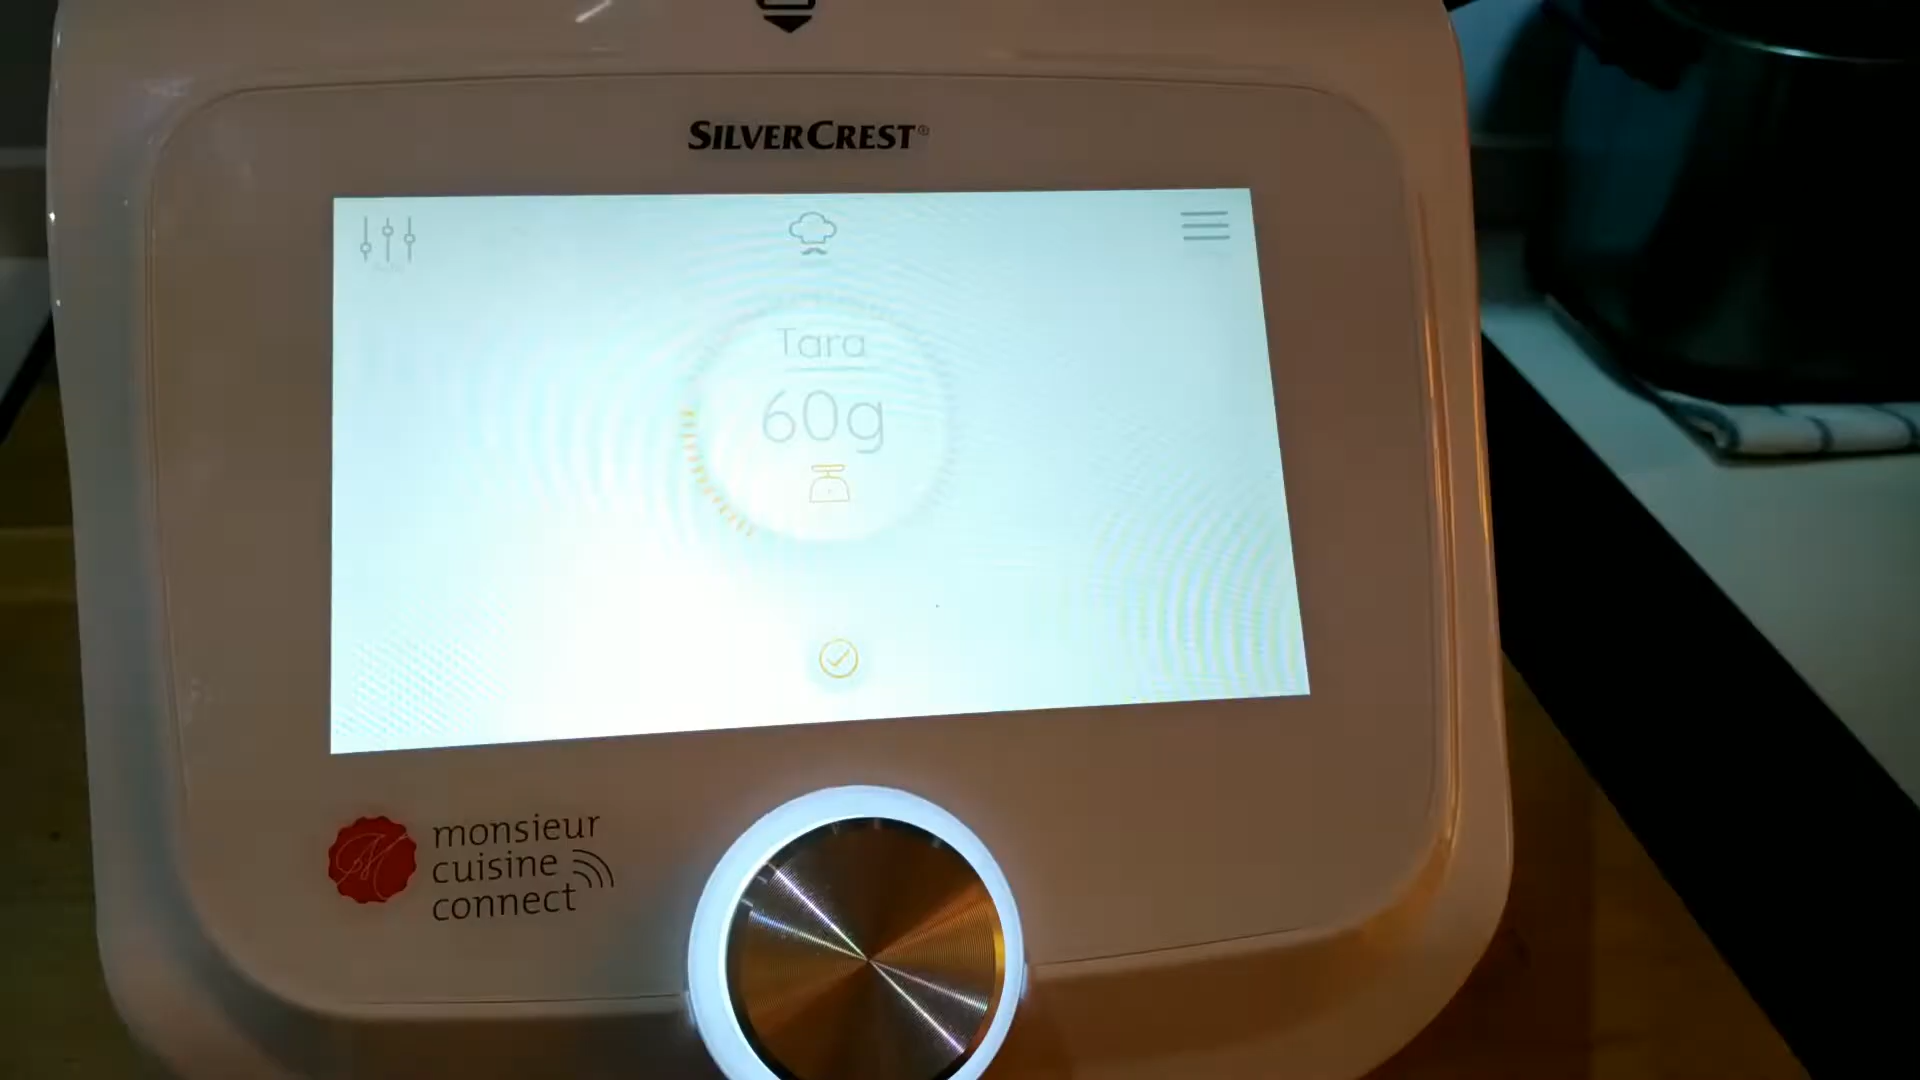 SILVERCREST®
Tara
60g
monsieur
cuisine
connect